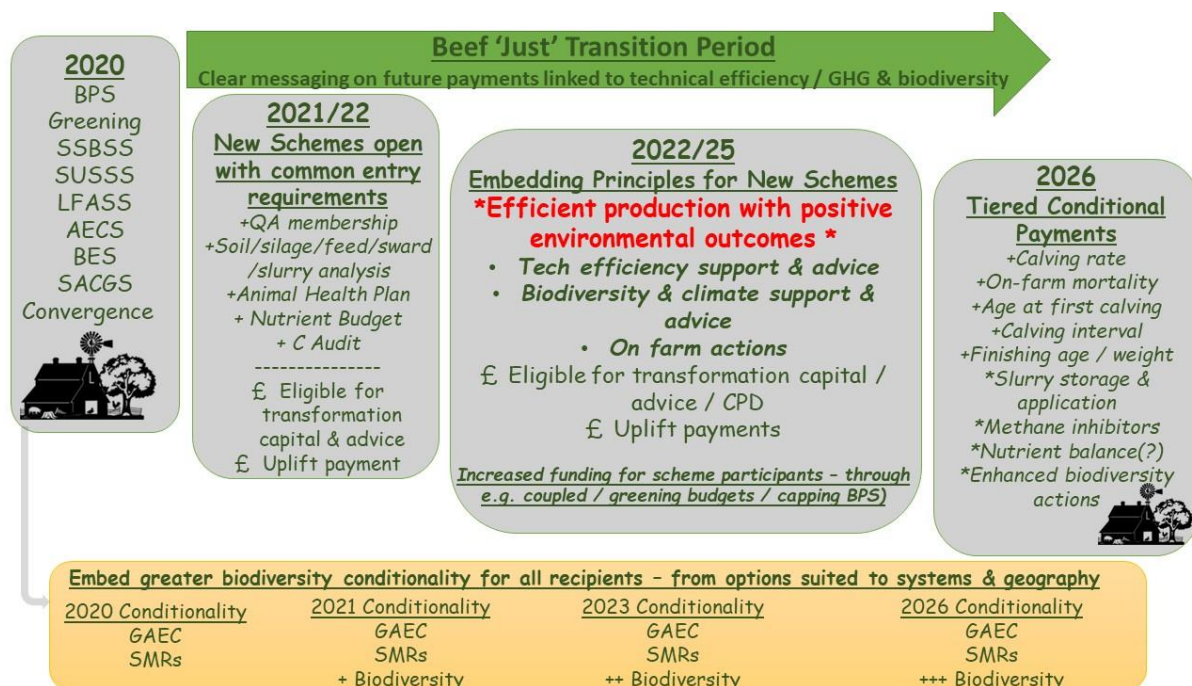 Beef ‘Just’ Transition Period
Clear messaging on future payments linked to technical efficiency / GHG & biodiversity
2020
BPS
Greening
SSBSS
SUSSS
LFASS
AECS
BES
SACGS
Convergence
2021/22
New Schemes open
with common entry
requirements
+QA membership
+Soil/silage/feed/sward
/slurry analysis
+Animal Health Plan
+ Nutrient Budget
+ C Audit
---------------
£ Eligible for
transformation
capital & advice
£ Uplift payment
2022/25
Embedding Principles for New Schemes
*Efficient production with positive
environmental outcomes *
• Tech efficiency support & advice
• Biodiversity & climate support &
advice
• On farm actions
£ Eligible for transformation capital /
advice / CPD
£ Uplift payments
Increased funding for scheme participants – through
e.g. coupled / greening budgets / capping BPS)
2026
Tiered Conditional
Payments
+Calving rate
+On-farm mortality
+Age at first calving
+Calving interval
+Finishing age / weight
*Slurry storage &
application
*Methane inhibitors
*Nutrient balance(?)
*Enhanced biodiversity
actions
Embed greater biodiversity conditionality for all recipients – from options suited to systems & geography
2020 Conditionality
GAEC
SMRs
2021 Conditionality
GAEC
SMRs
+ Biodiversity
2023 Conditionality
GAEC
SMRs
++ Biodiversity
2026 Conditionality
GAEC
SMRs
+++ Biodiversity